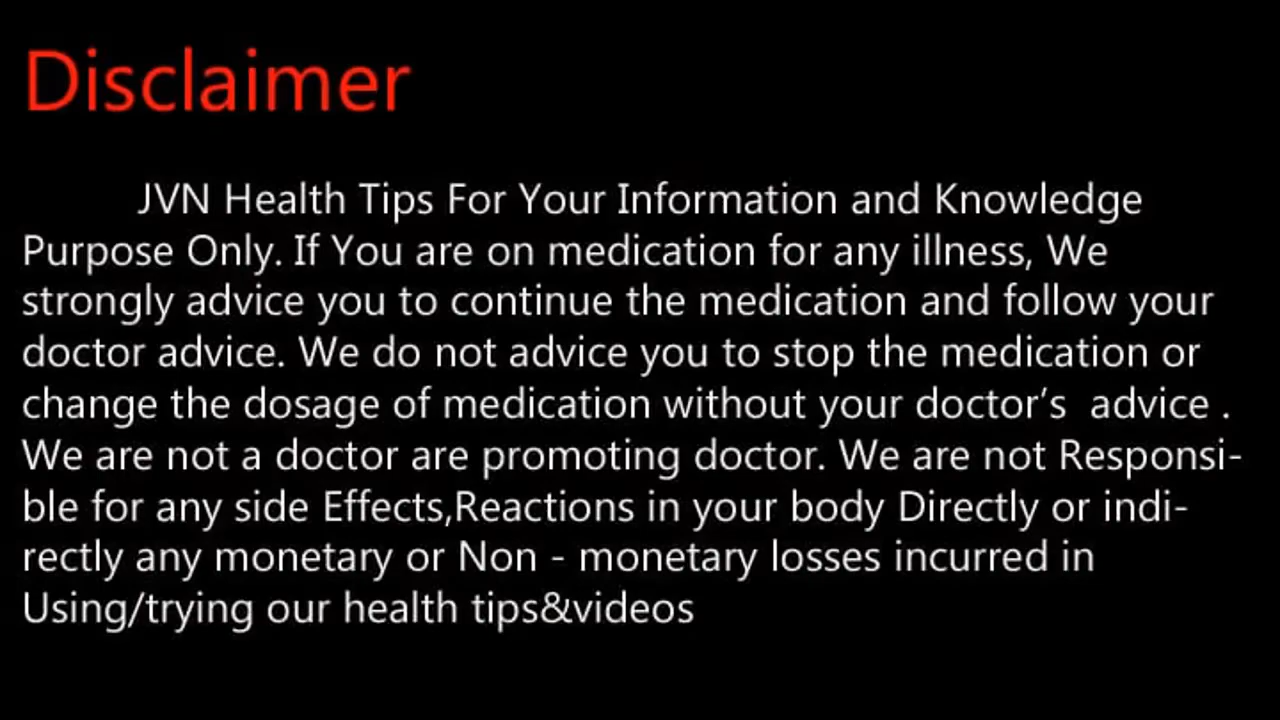 Disclaimer
JVN Health Tips For Your Information and Knowledge
Purpose Only. If You are on medication for any illness, We
strongly advice you to continue the medication and follow your
doctor advice. We do not advice you to stop the medication or
change the dosage of medication without your doctor’s  advice .
We are not a doctor are promoting doctor. We are not Responsi-
ble for any side Effects,Reactions in your body Directly or indi-
rectly any monetary or Non - monetary losses incurred in
Using/trying our health tips&videos